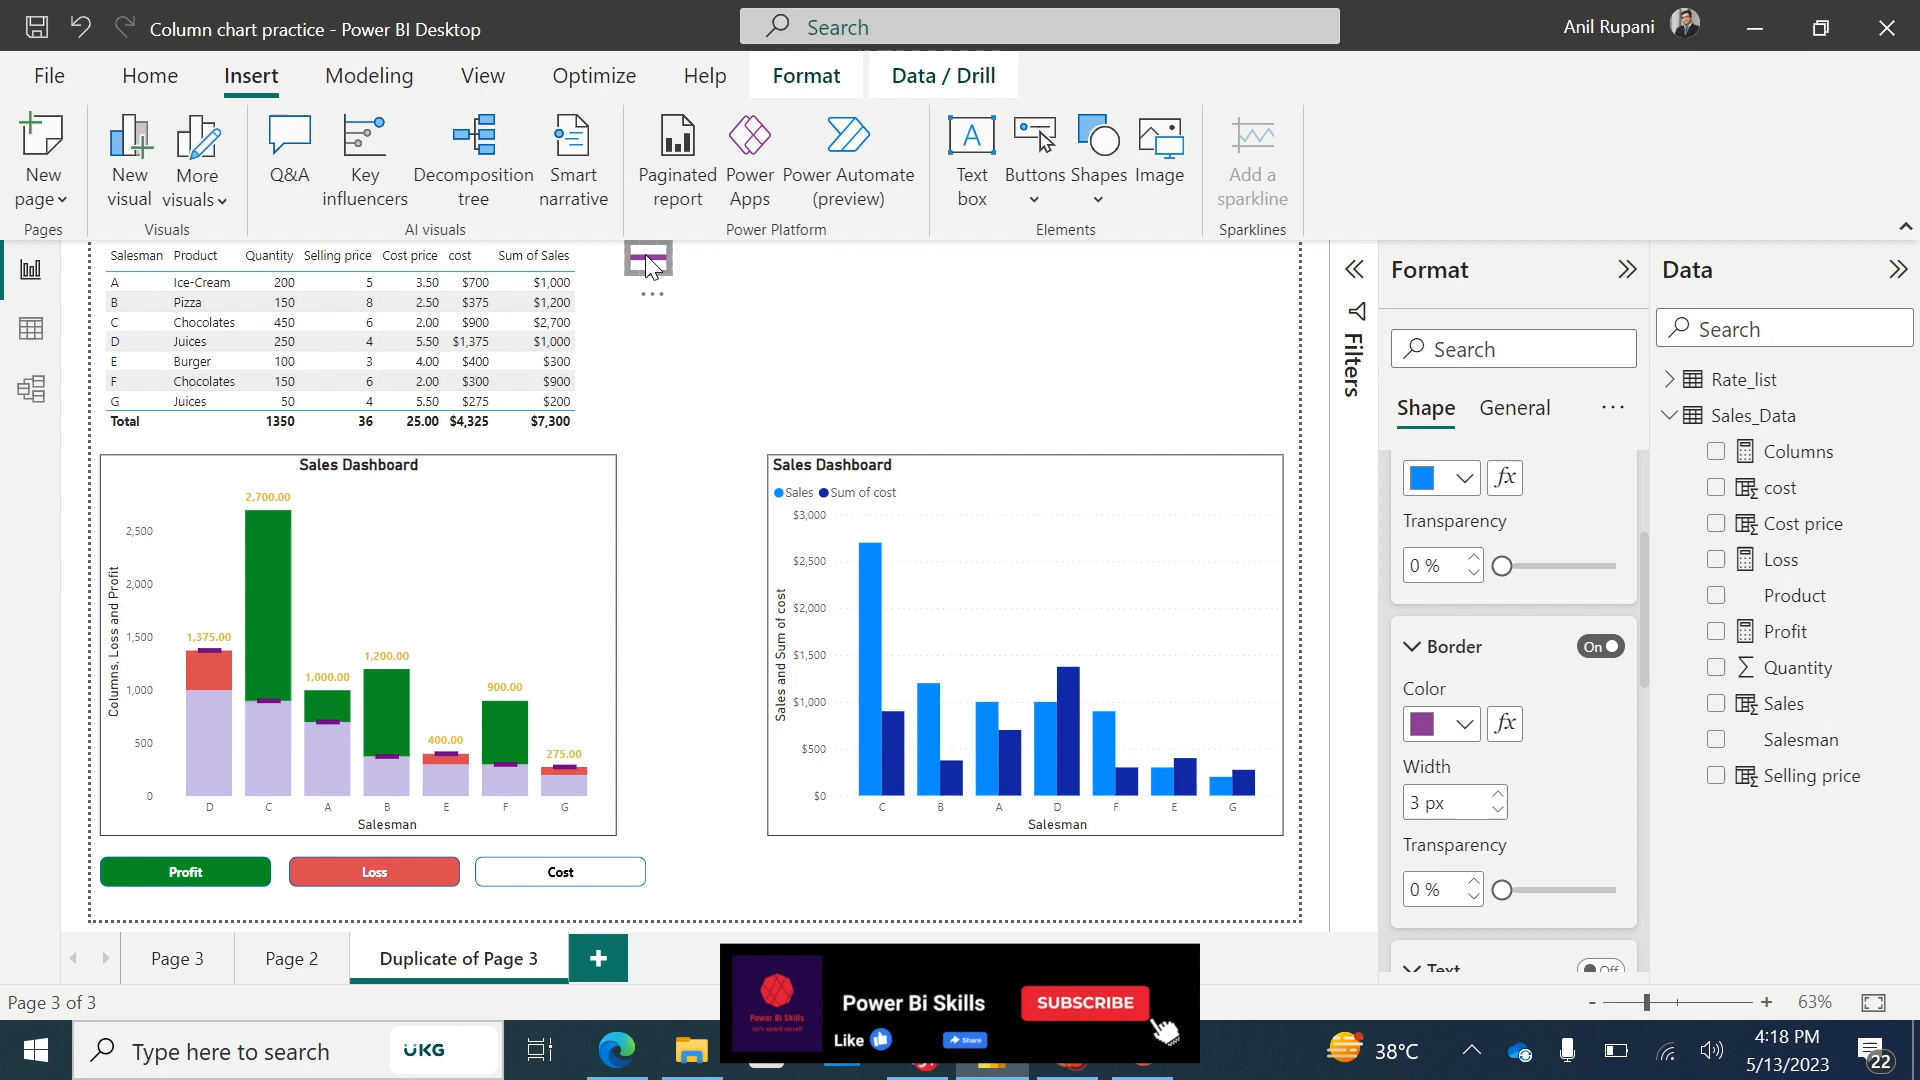 Column chart practice - Power BI Desktop
Search
Anil Rupani
File Home Insert Modeling View Optimize Help Format Data / Drill
New page
New visual
More visuals
Q&A
Key influencers
Decomposition tree
Smart narrative
Paginated report
Power Apps
Power Automate (preview)
Text box
Buttons
Shapes
Image
Add a sparkline
Pages
Visuals
AI visuals
Power Platform
Elements
Sparklines
Salesman Product Quantity Selling price Cost price cost Sum of Sales
A Ice-Cream 200 5 3.50 $700 $1,000
B Pizza 150 8 2.50 $375 $1,200
C Chocolates 450 6 2.00 $900 $2,700
D Juices 250 4 5.50 $1,375 $1,000
E Burger 100 3 4.00 $400 $300
F Chocolates 150 6 2.00 $300 $900
G Juices 50 4 5.50 $275 $200
Total 1350 36 25.00 $4,325 $7,300
Sales Dashboard
Columns, Loss and Profit
2,500
2,000
1,500
1,000
500
0
1,375.00
2,700.00
1,000.00
1,200.00
400.00
900.00
275.00
D C A B E F G
Salesman
Profit
Loss
Cost
Sales Dashboard
Sales Sum of cost
Sales and Sum of cost
$3,000
$2,500
$2,000
$1,500
$1,000
$500
$0
C B A D F E G
Salesman
Filters
Format
Search
Shape General
fx
Transparency
0 %
Border On
Color
fx
Width
3 px
Transparency
0 %
Text Off
Data
Search
Rate_list
Sales_Data
Columns
cost
Cost price
Loss
Product
Profit
Quantity
Sales
Salesman
Selling price
Page 3
Page 2
Duplicate of Page 3
+
Page 3 of 3
- + 63%
Power Bi Skills
Let's upskill yourself
Power Bi Skills
SUBSCRIBE
Like
Share
Type here to search
UKG
38°C
4:18 PM
5/13/2023
22